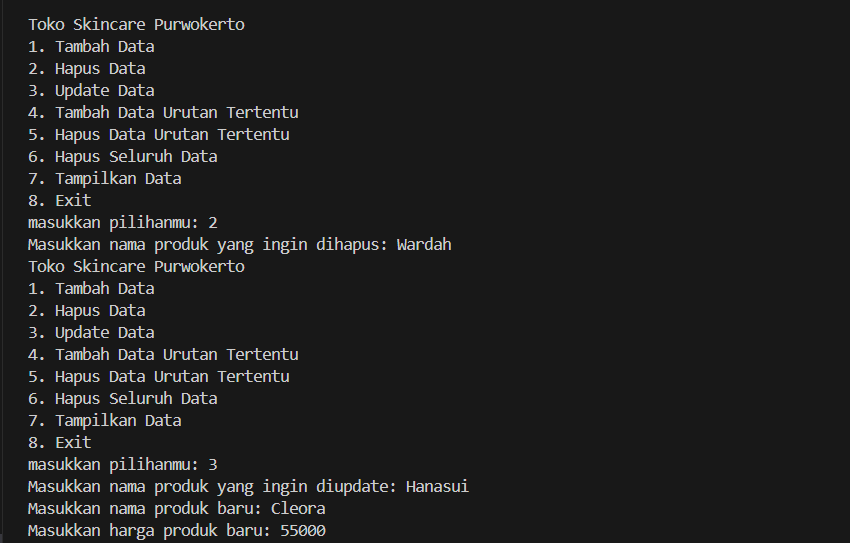 Toko Skincare Purwokerto
1. Tambah Data
2. Hapus Data
3. Update Data
4. Tambah Data Urutan Tertentu
5. Hapus Data Urutan Tertentu
6. Hapus Seluruh Data
7. Tampilkan Data
8. Exit
masukkan pilihanmu: 2
Masukkan nama produk yang ingin dihapus: Wardah
Toko Skincare Purwokerto
1. Tambah Data
2. Hapus Data
3. Update Data
4. Tambah Data Urutan Tertentu
5. Hapus Data Urutan Tertentu
6. Hapus Seluruh Data
7. Tampilkan Data
8. Exit
masukkan pilihanmu: 3
Masukkan nama produk yang ingin diupdate: Hanasui
Masukkan nama produk baru: Cleora
Masukkan harga produk baru: 55000